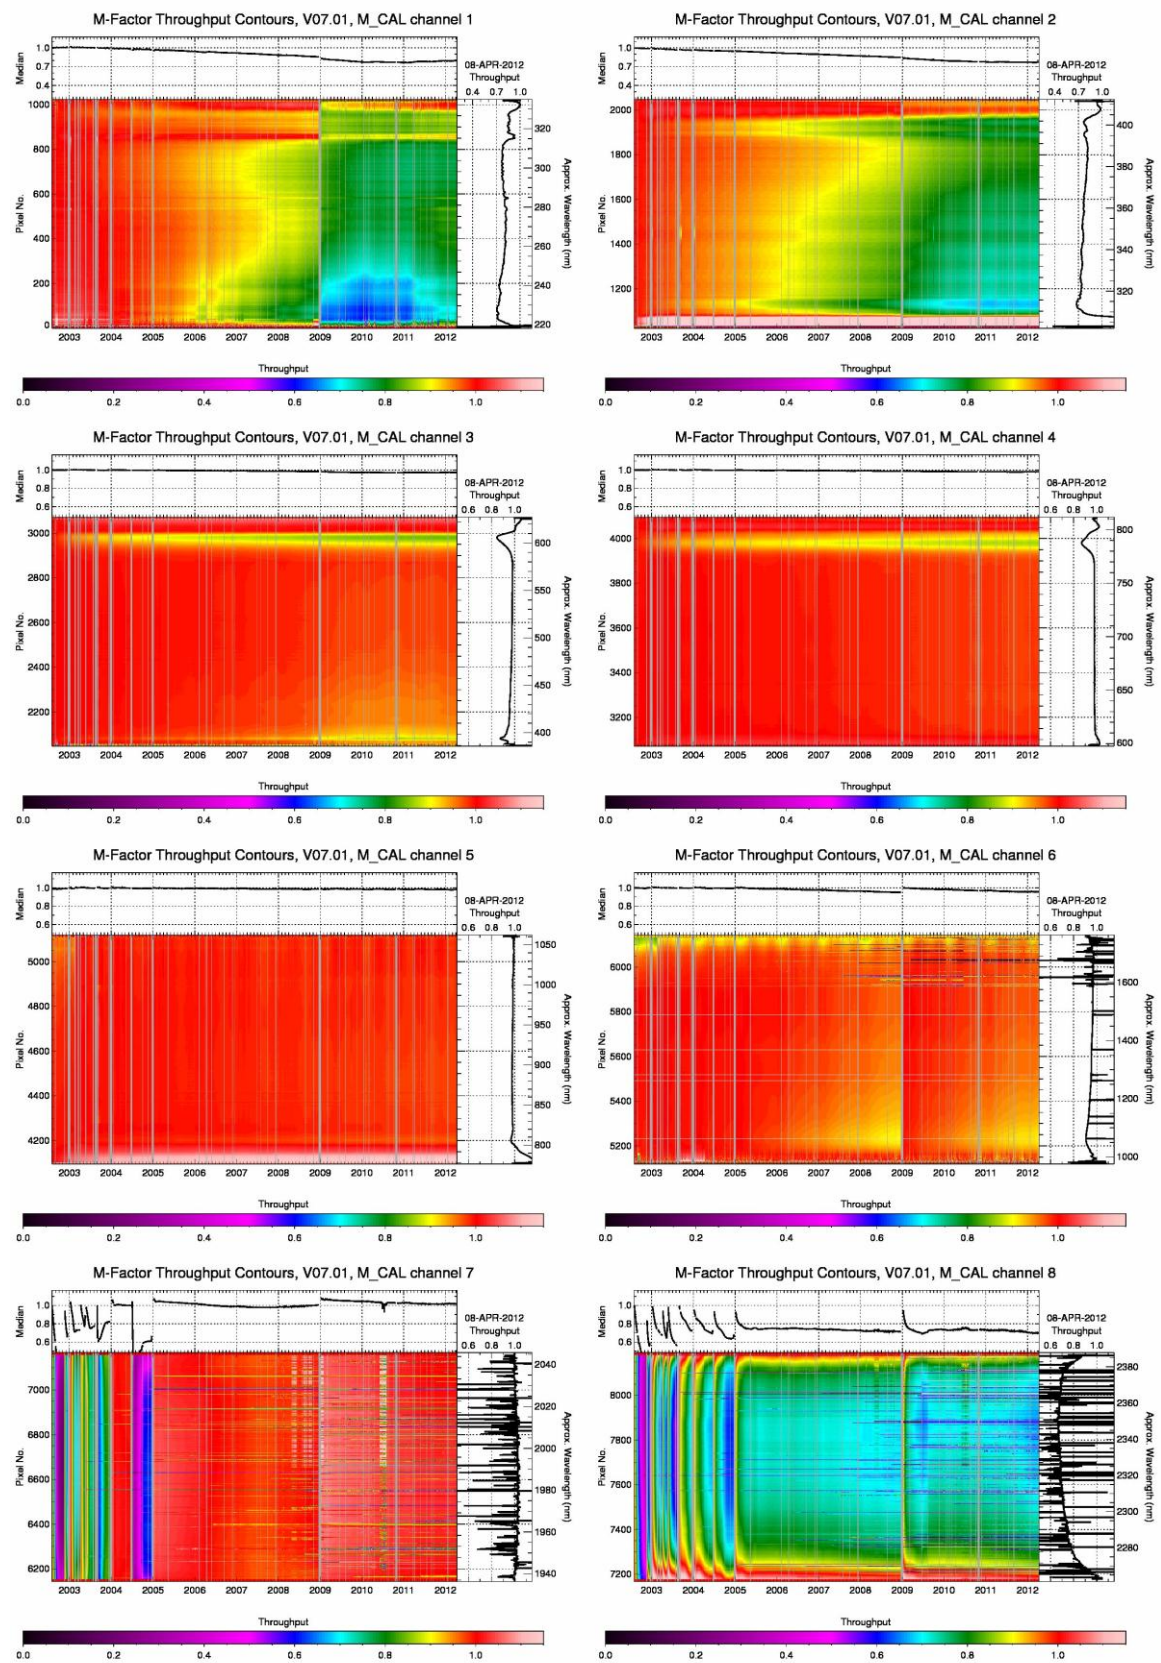 M-Factor Throughput Contours, V07.01, M_CAL channel 1
Median
1.0
0.7
0.4
08-APR-2012
Throughput
0.4 0.7 1.0
Pixel No.
1000
800
600
400
200
0
320
300
280
260
240
220
Approx. Wavelength (nm)
2003 2004 2005 2006 2007 2008 2009 2010 2011 2012
Throughput
0.0 0.2 0.4 0.6 0.8 1.0
M-Factor Throughput Contours, V07.01, M_CAL channel 2
Median
1.0
0.7
0.4
08-APR-2012
Throughput
0.4 0.7 1.0
Pixel No.
2000
1800
1600
1400
1200
400
380
360
340
320
Approx. Wavelength (nm)
2003 2004 2005 2006 2007 2008 2009 2010 2011 2012
Throughput
0.0 0.2 0.4 0.6 0.8 1.0
M-Factor Throughput Contours, V07.01, M_CAL channel 3
Median
1.0
0.8
0.6
08-APR-2012
Throughput
0.6 0.8 1.0
Pixel No.
3000
2800
2600
2400
2200
600
550
500
450
400
Approx. Wavelength (nm)
2003 2004 2005 2006 2007 2008 2009 2010 2011 2012
Throughput
0.0 0.2 0.4 0.6 0.8 1.0
M-Factor Throughput Contours, V07.01, M_CAL channel 4
Median
1.0
0.8
0.6
08-APR-2012
Throughput
0.6 0.8 1.0
Pixel No.
4000
3800
3600
3400
3200
800
750
700
650
600
Approx. Wavelength (nm)
2003 2004 2005 2006 2007 2008 2009 2010 2011 2012
Throughput
0.0 0.2 0.4 0.6 0.8 1.0
M-Factor Throughput Contours, V07.01, M_CAL channel 5
Median
1.0
0.8
0.6
08-APR-2012
Throughput
0.6 0.8 1.0
Pixel No.
5000
4800
4600
4400
4200
1050
1000
950
900
850
800
Approx. Wavelength (nm)
2003 2004 2005 2006 2007 2008 2009 2010 2011 2012
Throughput
0.0 0.2 0.4 0.6 0.8 1.0
M-Factor Throughput Contours, V07.01, M_CAL channel 6
Median
1.0
0.8
0.6
08-APR-2012
Throughput
0.6 0.8 1.0
Pixel No.
6000
5800
5600
5400
5200
1600
1400
1200
1000
Approx. Wavelength (nm)
2003 2004 2005 2006 2007 2008 2009 2010 2011 2012
Throughput
0.0 0.2 0.4 0.6 0.8 1.0
M-Factor Throughput Contours, V07.01, M_CAL channel 7
Median
1.0
0.8
0.6
08-APR-2012
Throughput
0.6 0.8 1.0
Pixel No.
7000
6800
6600
6400
6200
2040
2020
2000
1980
1960
1940
Approx. Wavelength (nm)
2003 2004 2005 2006 2007 2008 2009 2010 2011 2012
Throughput
0.0 0.2 0.4 0.6 0.8 1.0
M-Factor Throughput Contours, V07.01, M_CAL channel 8
Median
1.0
0.8
0.6
08-APR-2012
Throughput
0.6 0.8 1.0
Pixel No.
8000
7800
7600
7400
7200
2380
2360
2340
2320
2300
2280
Approx. Wavelength (nm)
2003 2004 2005 2006 2007 2008 2009 2010 2011 2012
Throughput
0.0 0.2 0.4 0.6 0.8 1.0